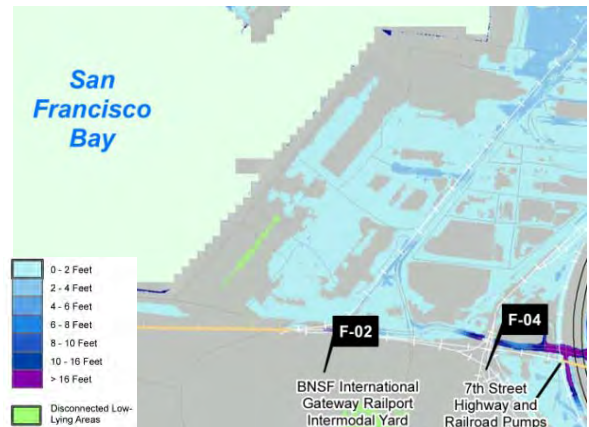 San
Francisco
Bay
0 - 2 Feet
2 - 4 Feet
4 - 6 Feet
6 - 8 Feet
8 - 10 Feet
10 - 16 Feet
> 16 Feet
Disconnected Low-
Lying Areas
F-02
F-04
BNSF International
Gateway Railport
Intermodal Yard
7th Street
Highway and
Railroad Pumps